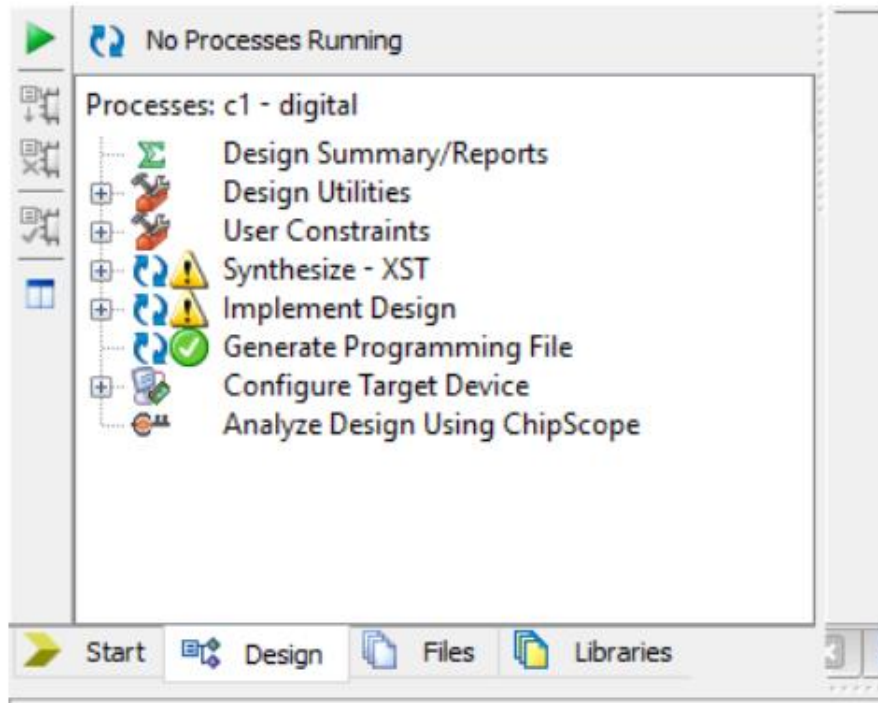 No Processes Running
Processes: c1 - digital
Design Summary/Reports
Design Utilities
User Constraints
Synthesize - XST
Implement Design
Generate Programming File
Configure Target Device
Analyze Design Using ChipScope
Start Design Files Libraries